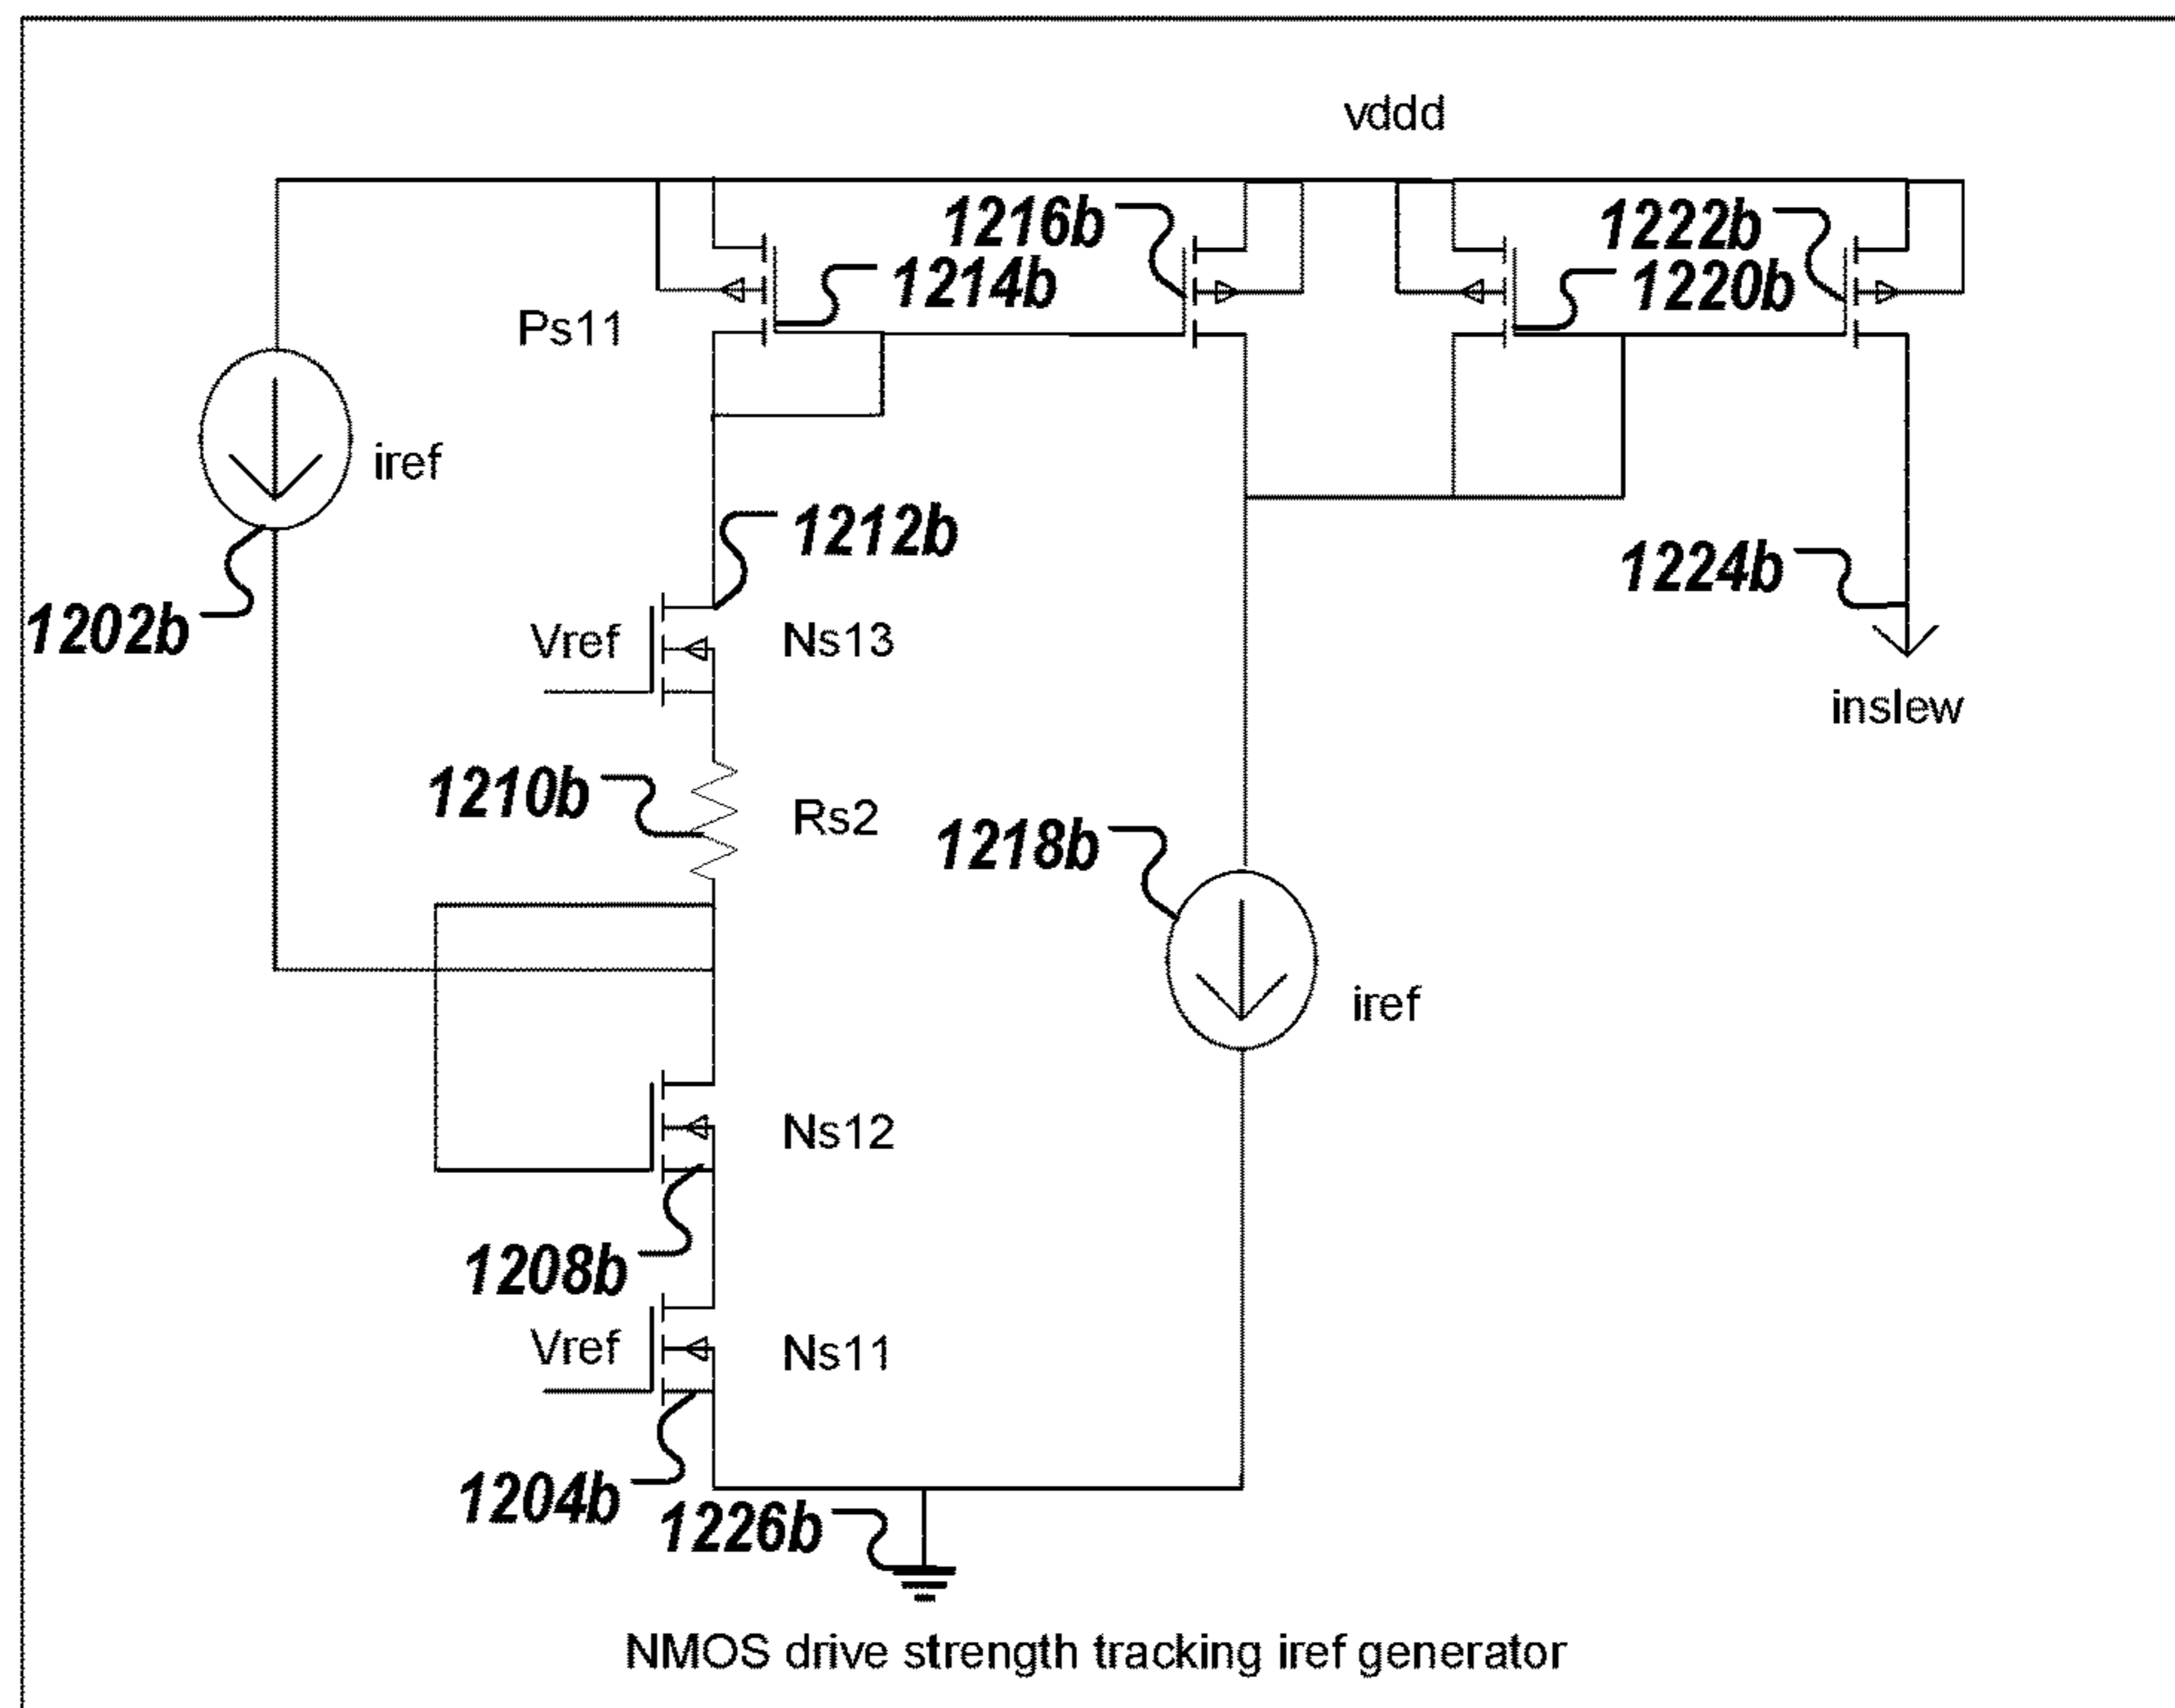 vddd
1216b
1222b
1214b
1220b
Ps11
iref
1212b
1224b
1202b
Vref
Ns13
inslew
1210b
Rs2
1218b
iref
Ns12
1208b
Vref
Ns11
1204b
1226b
NMOS drive strength tracking iref generator